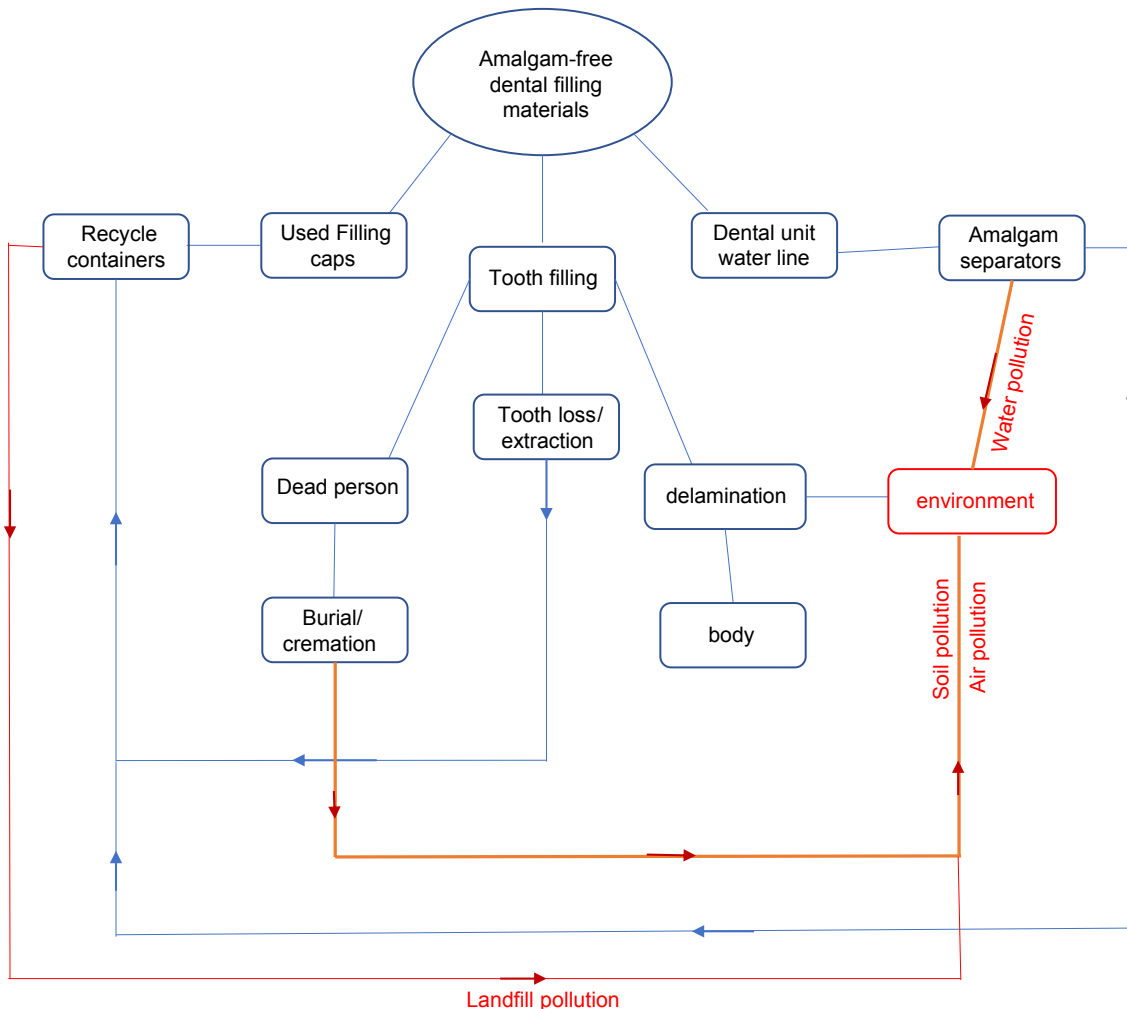 Amalgam-free
dental filling
materials
Recycle
containers
Used Filling
caps
Dental unit
water line
Amalgam
separators
Tooth filling
Water pollution
Tooth loss/
extraction
Dead person
delamination
environment
Burial/
cremation
body
Soil pollution
Air pollution
Landfill pollution